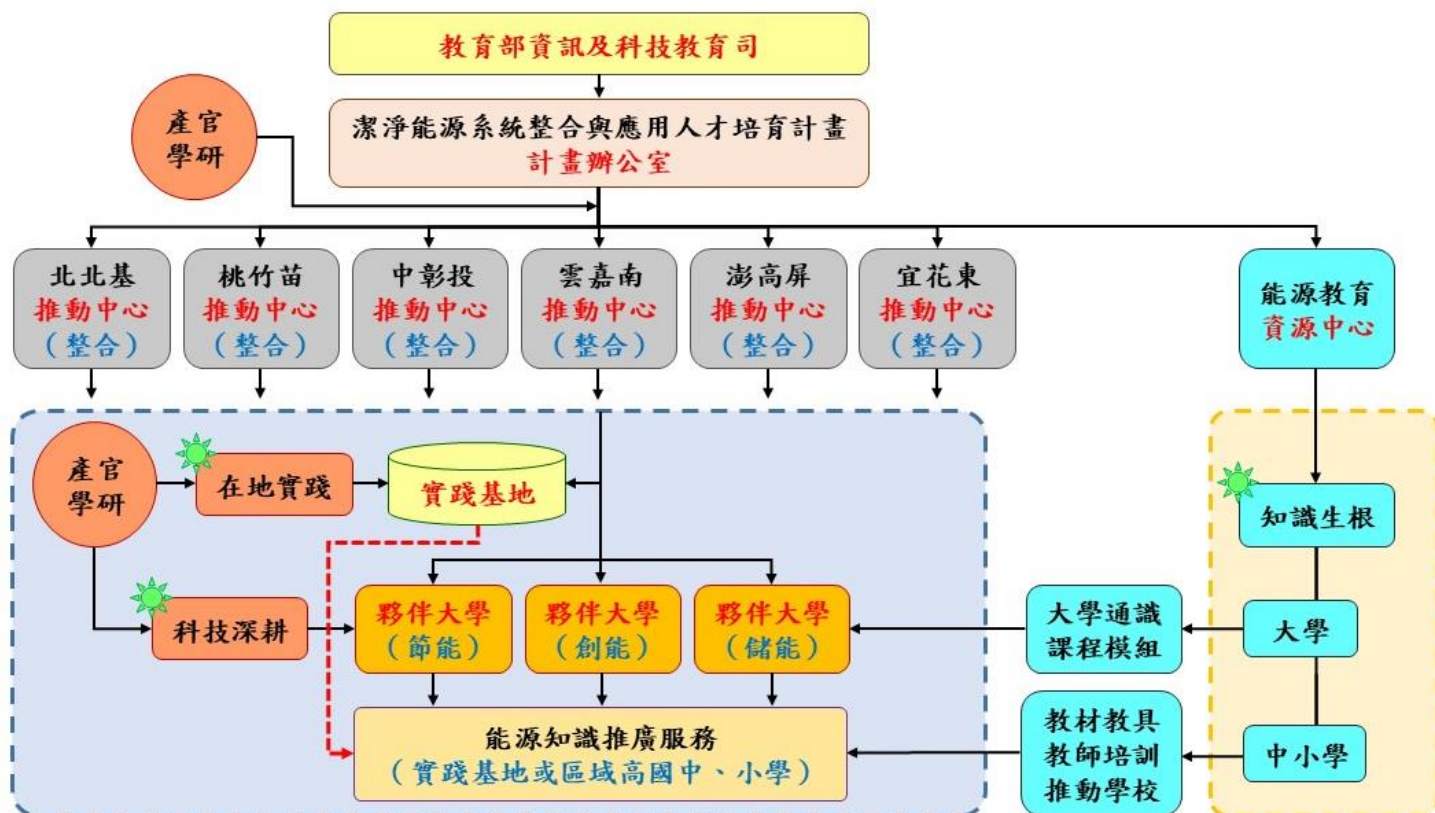 教育部資訊及科技教育司
產官
學研
潔淨能源系統整合與應用人才培育計畫
計畫辦公室
北北基
推動中心
（整合）
桃竹苗
推動中心
（整合）
中彰投
推動中心
（整合）
雲嘉南
推動中心
（整合）
澎高屏
推動中心
（整合）
宜花東
推動中心
（整合）
能源教育
資源中心
產官
學研
在地實踐
實踐基地
知識生根
科技深耕
夥伴大學
（節能）
夥伴大學
（創能）
夥伴大學
（儲能）
大學通識
課程模組
大學
能源知識推廣服務
（實踐基地或區域高國中、小學）
教材教具
教師培訓
推動學校
中小學